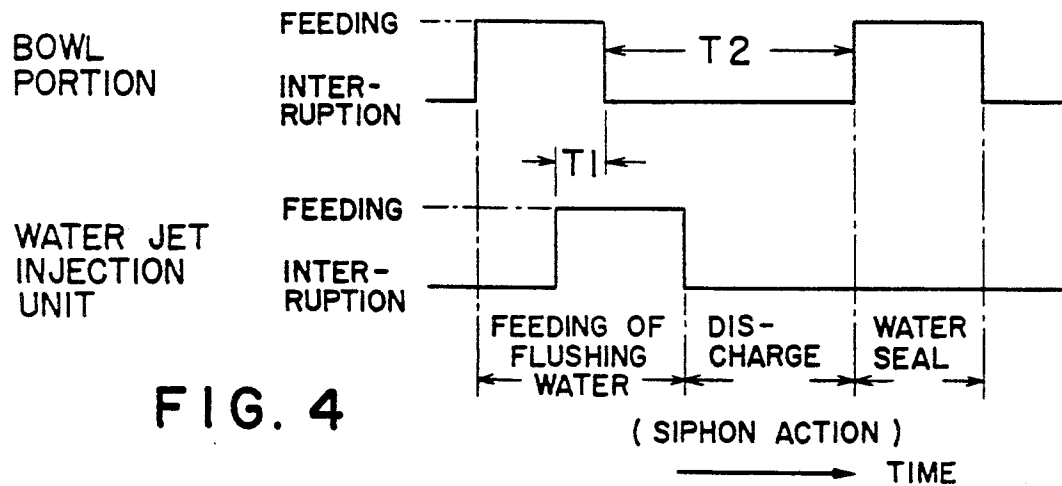 BOWL
PORTION
FEEDING
INTER-
RUPTION
T2
T1
WATER JET
INJECTION
UNIT
FEEDING
INTER-
RUPTION
FEEDING OF
FLUSHING
WATER
DIS-
CHARGE
WATER
SEAL
FIG. 4
( SIPHON ACTION )
TIME